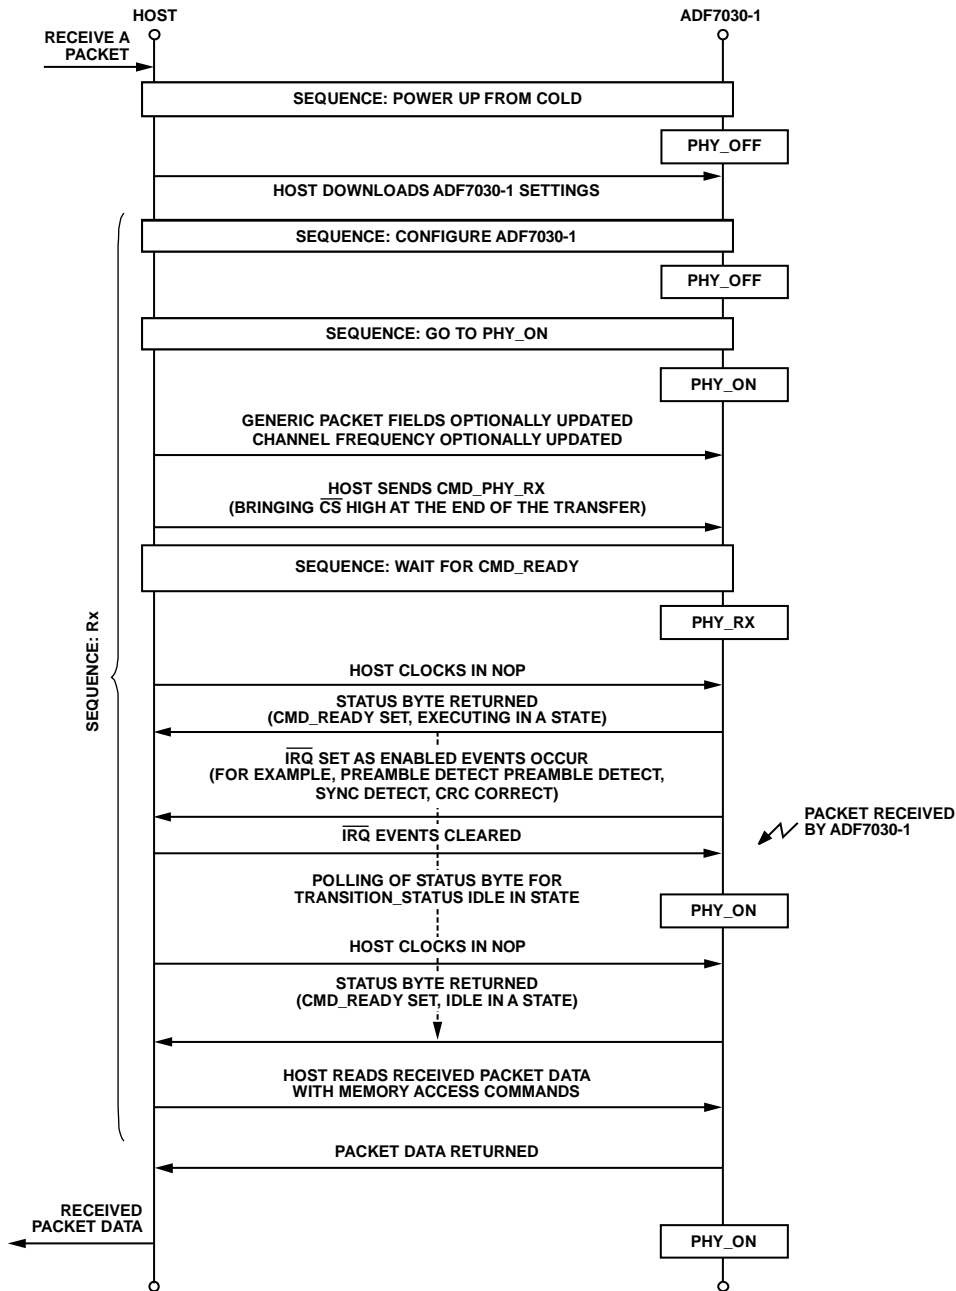 HOST
ADF7030-1
RECEIVE A
PACKET
SEQUENCE: POWER UP FROM COLD
PHY_OFF
HOST DOWNLOADS ADF7030-1 SETTINGS
SEQUENCE: CONFIGURE ADF7030-1
PHY_OFF
SEQUENCE: GO TO PHY_ON
PHY_ON
GENERIC PACKET FIELDS OPTIONALLY UPDATED
CHANNEL FREQUENCY OPTIONALLY UPDATED
HOST SENDS CMD_PHY_RX
(BRINGING C̅S̅ HIGH AT THE END OF THE TRANSFER)
SEQUENCE: WAIT FOR CMD_READY
PHY_RX
SEQUENCE: Rx
HOST CLOCKS IN NOP
STATUS BYTE RETURNED
(CMD_READY SET, EXECUTING IN A STATE)
I̅R̅Q̅ SET AS ENABLED EVENTS OCCUR
(FOR EXAMPLE, PREAMBLE DETECT PREAMBLE DETECT,
SYNC DETECT, CRC CORRECT)
PACKET RECEIVED
BY ADF7030-1
I̅R̅Q̅ EVENTS CLEARED
POLLING OF STATUS BYTE FOR
TRANSITION_STATUS IDLE IN STATE
PHY_ON
HOST CLOCKS IN NOP
STATUS BYTE RETURNED
(CMD_READY SET, IDLE IN A STATE)
HOST READS RECEIVED PACKET DATA
WITH MEMORY ACCESS COMMANDS
PACKET DATA RETURNED
RECEIVED
PACKET DATA
PHY_ON